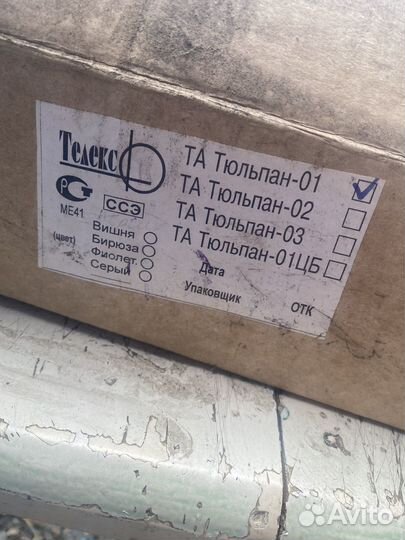 Телекс
ТА Тюльпан-01
ТА Тюльпан-02
ТА Тюльпан-03
ТА Тюльпан-01ЦБ
РСТ
МЕ41
ССЭ
(цвет)
Вишня
Бирюза
Фиолет.
Серый
Дата
Упаковщик
ОТК
Avito